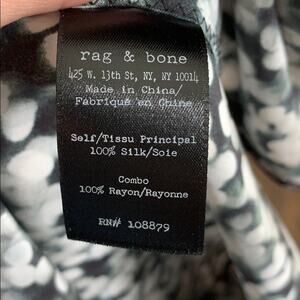 rag & bone
425 W. 13th St, NY, NY 10014
Made in China/
Fabriqué en Chine
Self/Tissu Principal
100% Silk/Soie
Combo
100% Rayon/Rayonne
RN# 108879